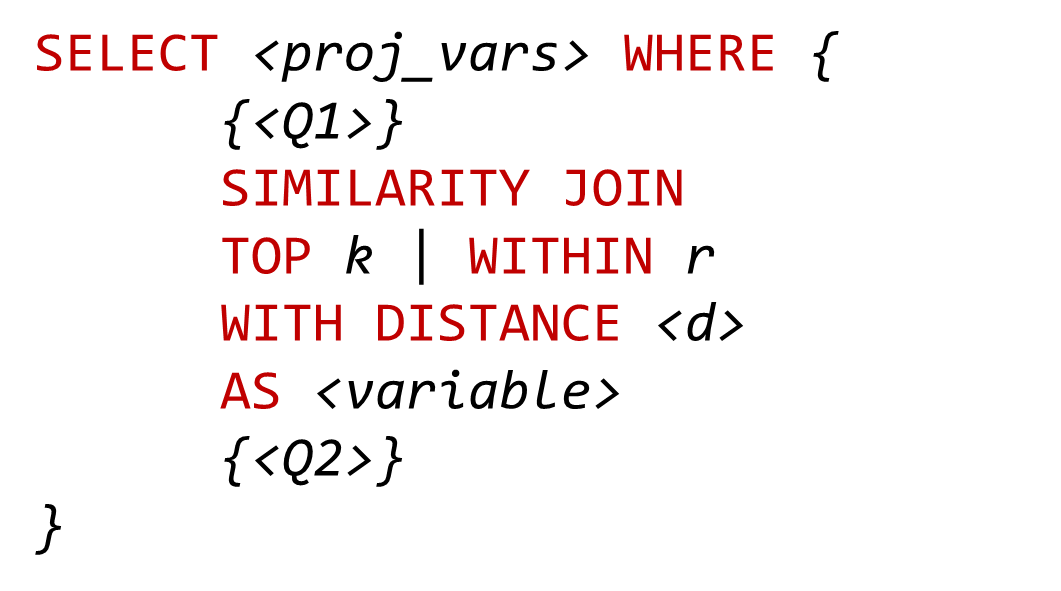 SELECT <proj_vars> WHERE {
{<Q1>}
SIMILARITY JOIN
TOP k | WITHIN r
WITH DISTANCE <d>
AS <variable>
{<Q2>}
}